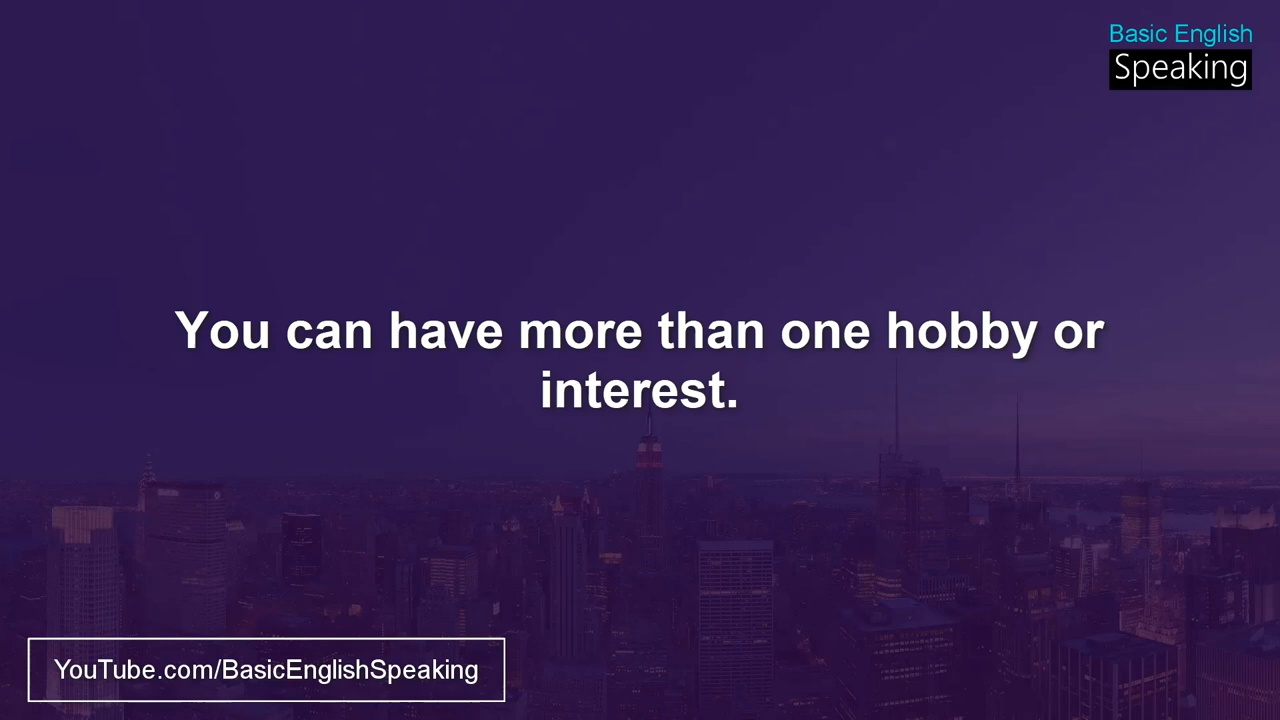 Basic English
Speaking
You can have more than one hobby or
interest.
YouTube.com/BasicEnglishSpeaking